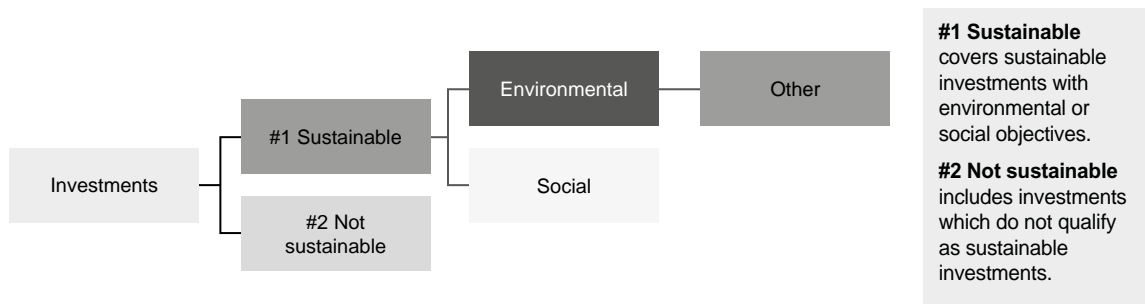 Investments
#1 Sustainable
#2 Not
sustainable
Environmental
Social
Other
#1 Sustainable
covers sustainable
investments with
environmental or
social objectives.
#2 Not sustainable
includes investments
which do not qualify
as sustainable
investments.